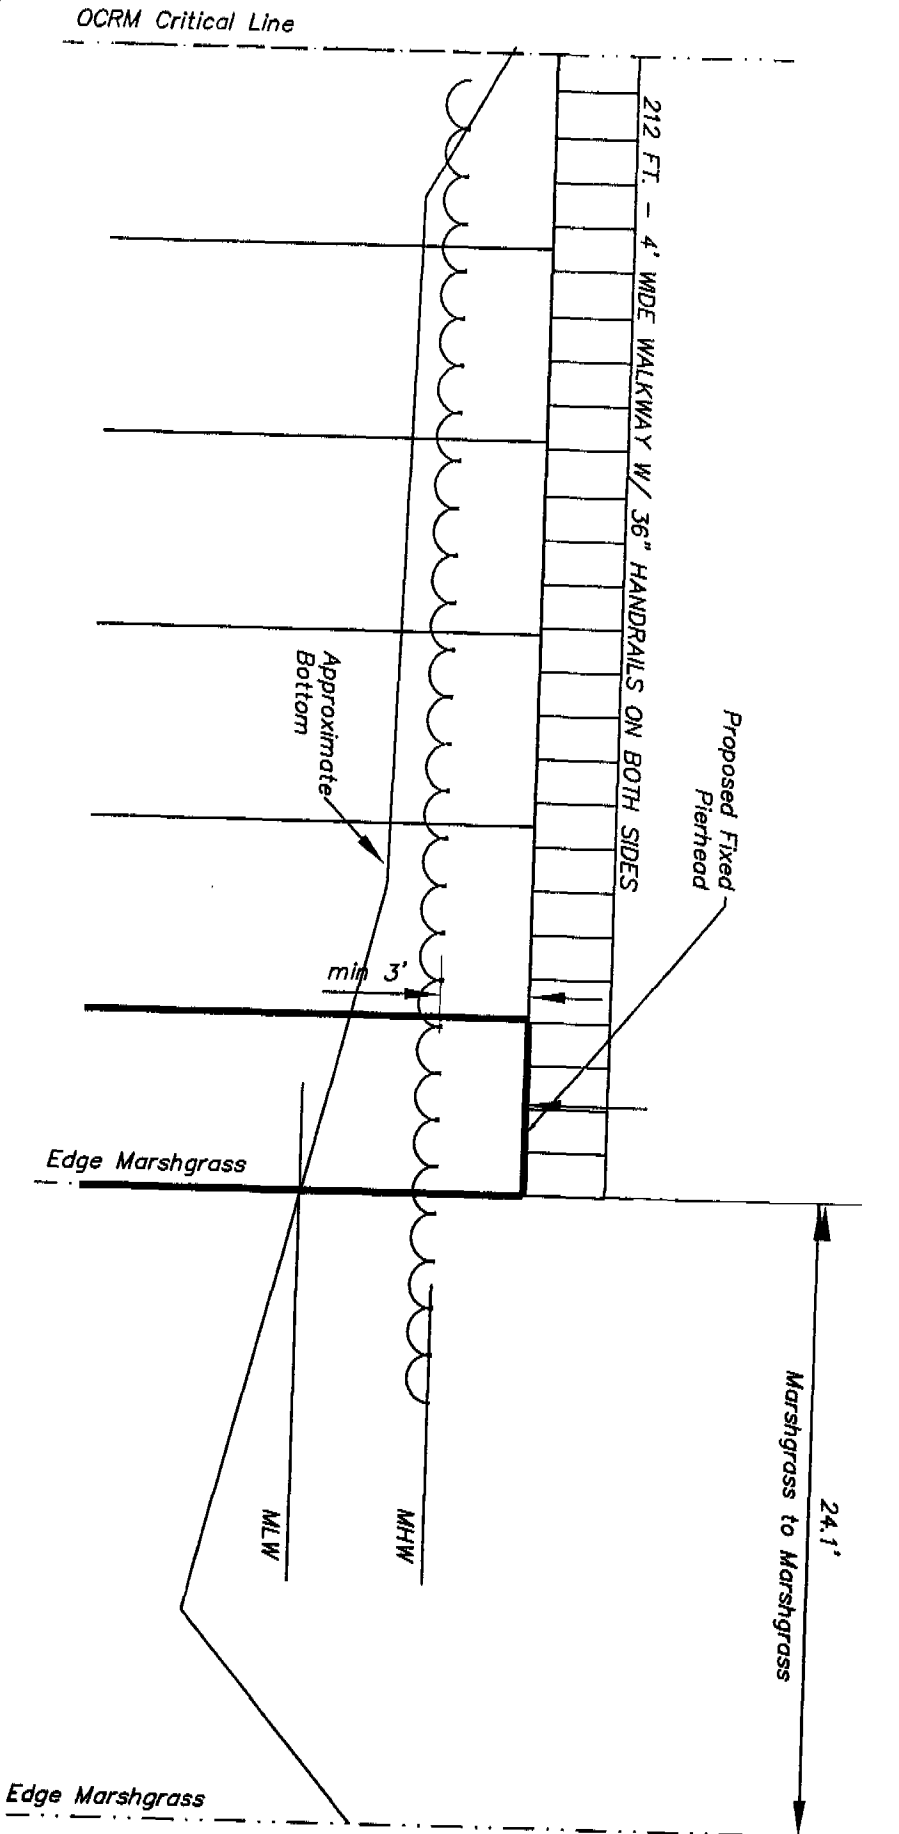 OCRM Critical Line
212 FT. - 4' WIDE WALKWAY W/ 36" HANDRAILS ON BOTH SIDES
Proposed Fixed
Pierhead
Approximate
Bottom
min 3'
Edge Marshgrass
24.1'
Marshgrass to Marshgrass
MLW
MHW
Edge Marshgrass